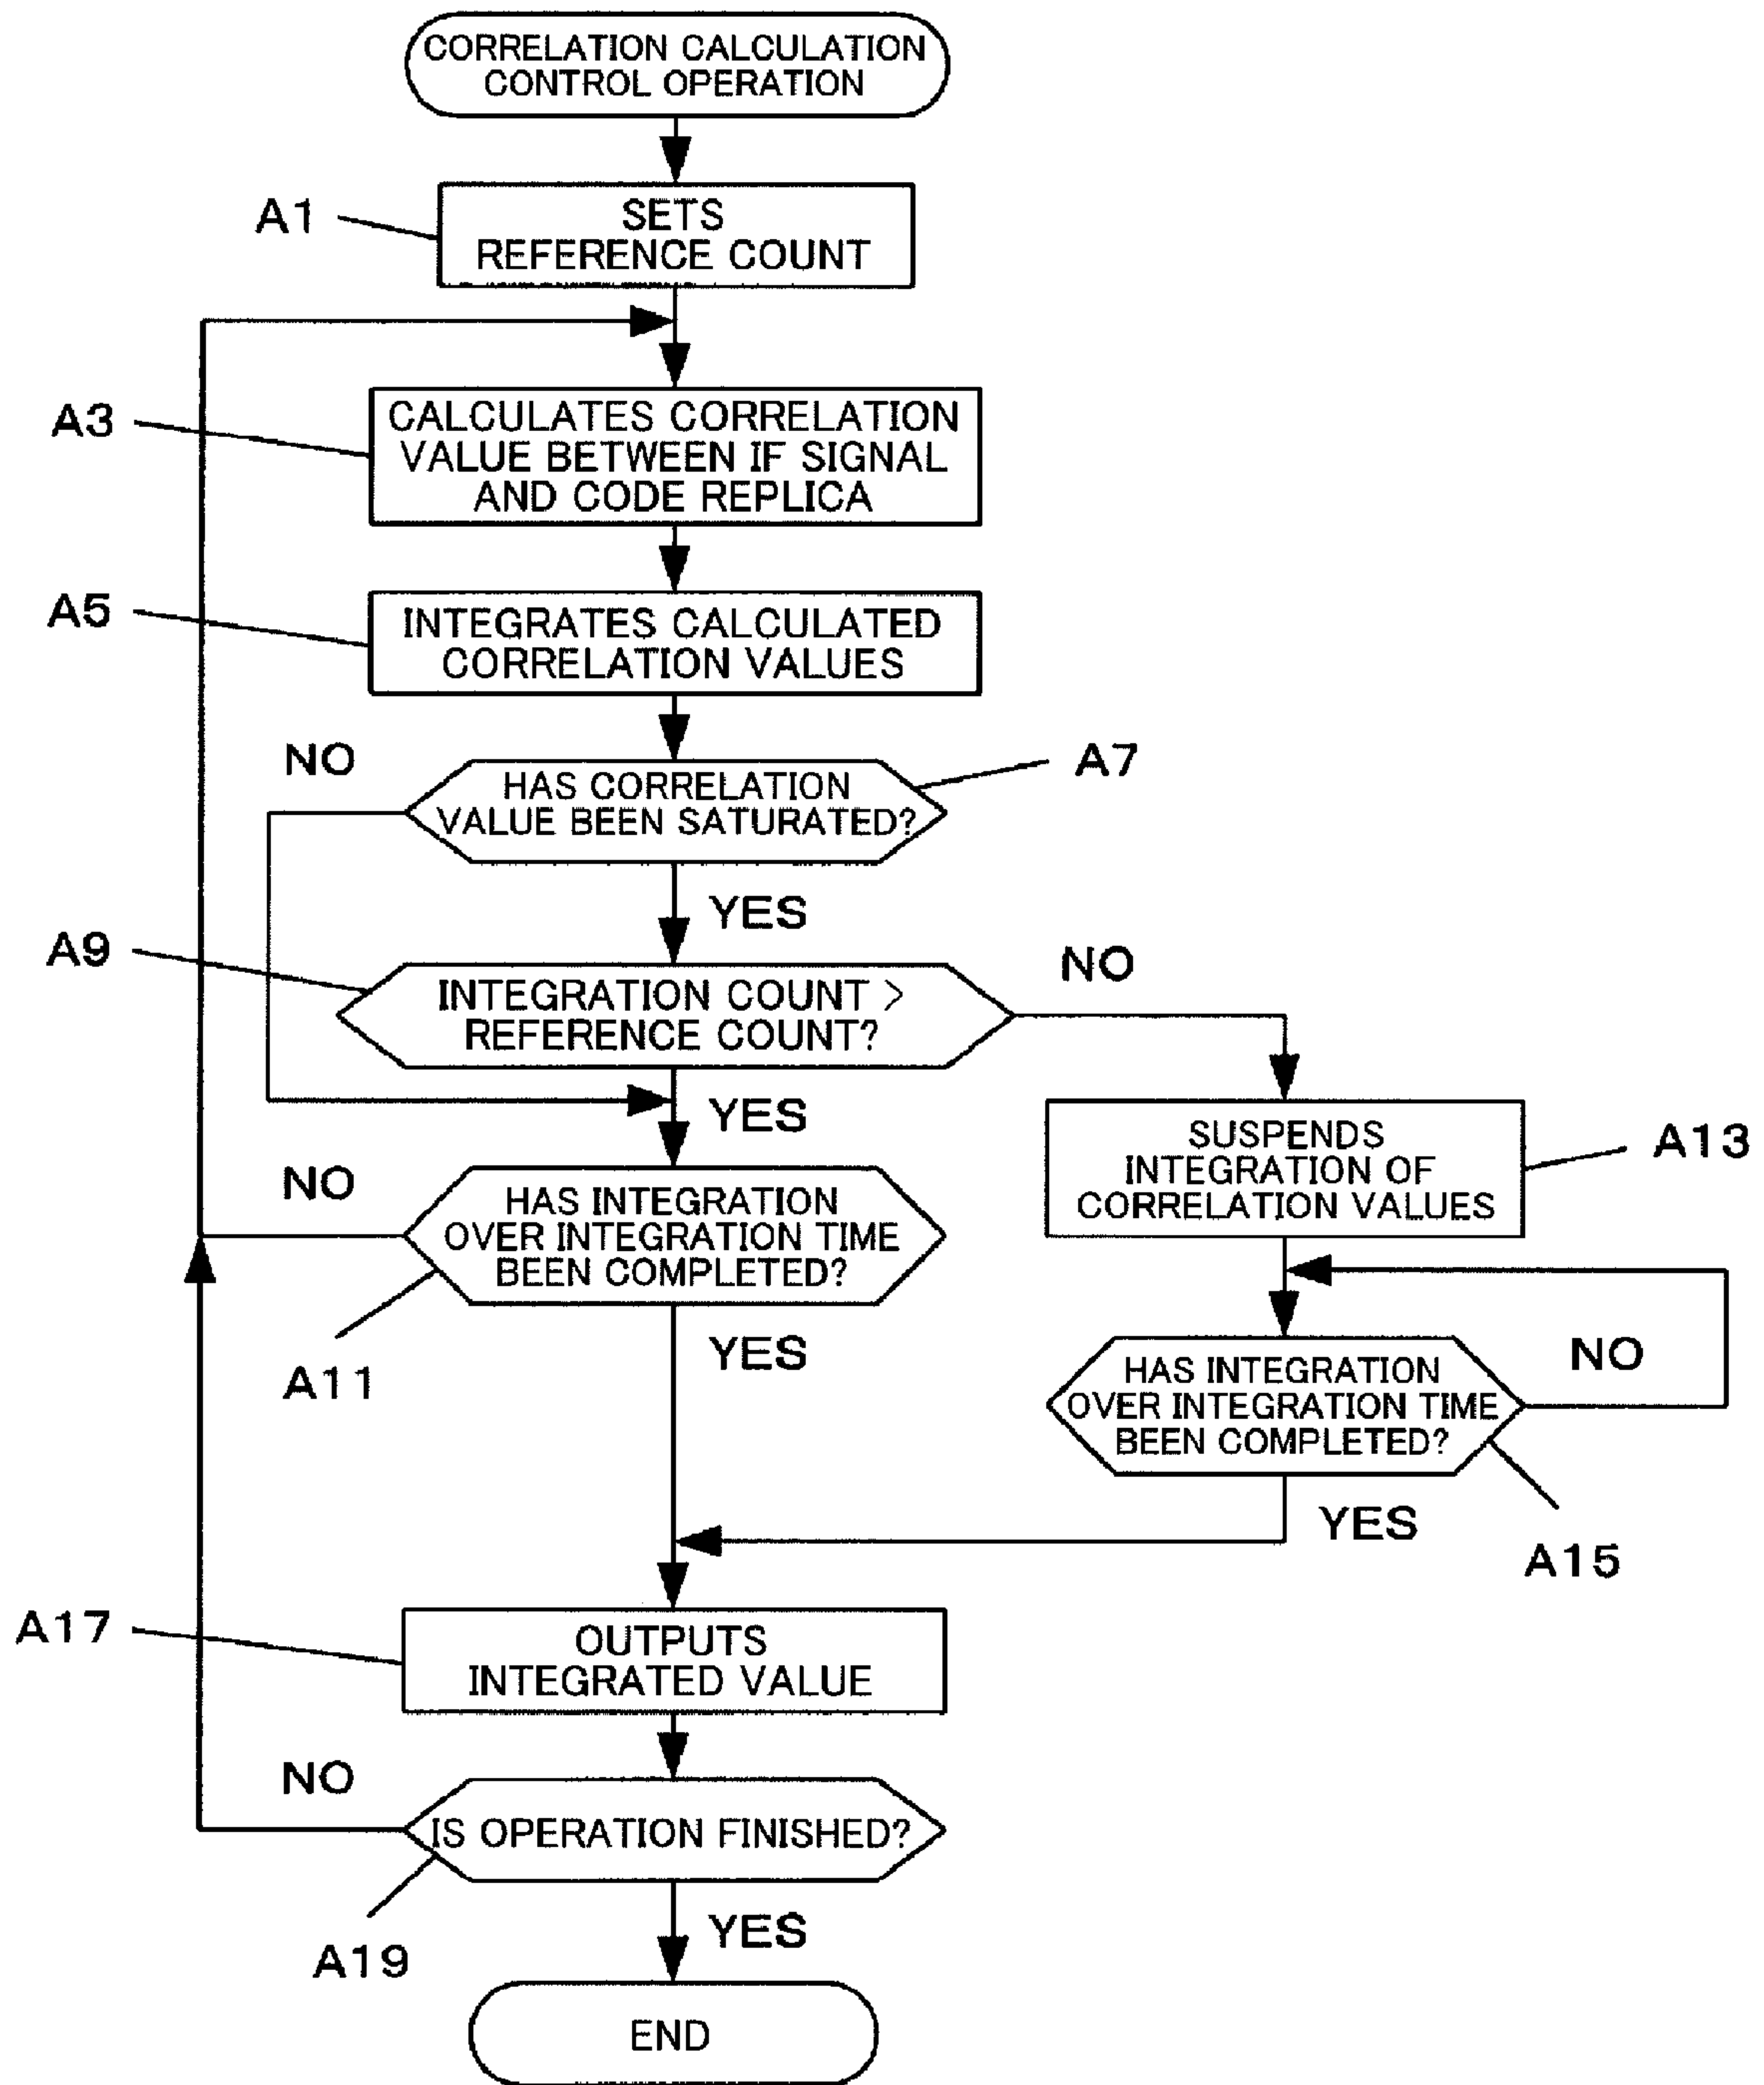 CORRELATION CALCULATION
CONTROL OPERATION
A1
SETS
REFERENCE COUNT
A3
CALCULATES CORRELATION
VALUE BETWEEN IF SIGNAL
AND CODE REPLICA
A5
INTEGRATES CALCULATED
CORRELATION VALUES
NO
A7
HAS CORRELATION
VALUE BEEN SATURATED?
YES
A9
NO
INTEGRATION COUNT >
REFERENCE COUNT?
YES
A13
SUSPENDS
INTEGRATION OF
CORRELATION VALUES
NO
HAS INTEGRATION
OVER INTEGRATION TIME
BEEN COMPLETED?
A11
YES
NO
HAS INTEGRATION
OVER INTEGRATION TIME
BEEN COMPLETED?
YES
A15
A17
OUTPUTS
INTEGRATED VALUE
NO
IS OPERATION FINISHED?
A19
YES
END